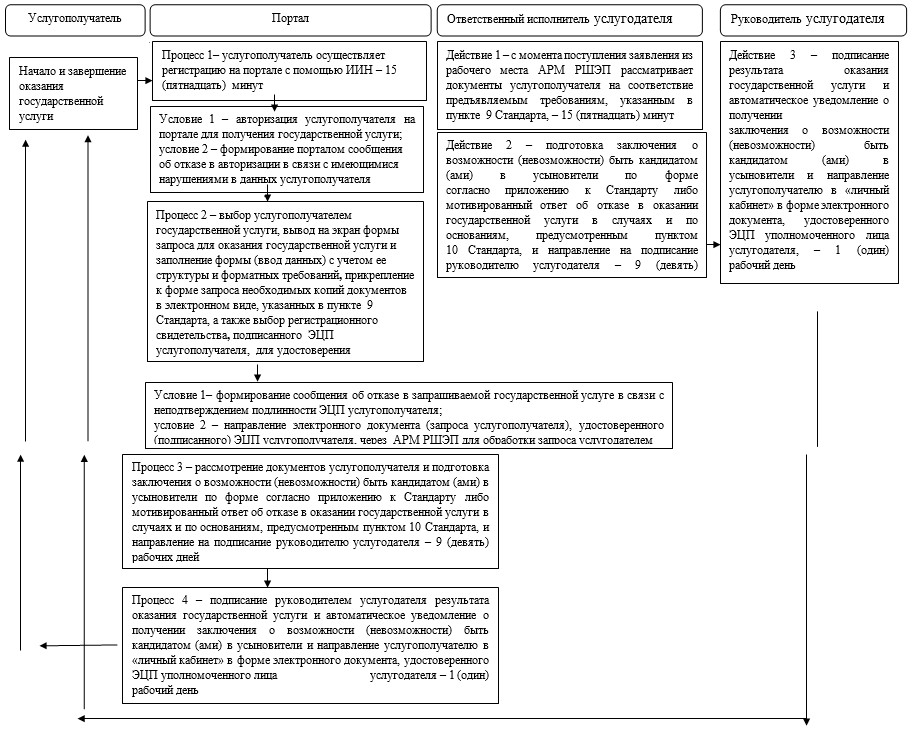 Услугополучатель
Портал
Ответственный исполнитель услугодателя
Руководитель услугодателя
Начало и завершение
оказания
государственной
услуги
Процесс 1– услугополучатель осуществляет
регистрацию на портале с помощью ИИН – 15
(пятнадцать) минут
Условие 1 – авторизация услугополучателя на
портале для получения государственной услуги;
условие 2 – формирование порталом сообщения
об отказе в авторизации в связи с имеющимися
нарушениями в данных услугополучателя
Процесс 2 – выбор услугополучателем
государственной услуги, вывод на экран формы
запроса для оказания государственной услуги и
заполнение формы (ввод данных) с учетом ее
структуры и форматных требований, прикрепление
к форме запроса необходимых копий документов
в электронном виде, указанных в пункте 9
Стандарта, а также выбор регистрационного
свидетельства, подписанного ЭЦП
услугополучателя, для удостоверения
Условие 1– формирование сообщения об отказе в запрашиваемой государственной услуге в связи с
неподтверждением подлинности ЭЦП услугополучателя;
условие 2 – направление электронного документа (запроса услугополучателя), удостоверенного
(подписанного) ЭЦП услугополучателя, через АРМ РШЭП для обработки запроса услугодателем
Процесс 3 – рассмотрение документов услугополучателя и подготовка
заключения о возможности (невозможности) быть кандидатом (ами) в
усыновители по форме согласно приложению к Стандарту либо
мотивированный ответ об отказе в оказании государственной услуги в
случаях и по основаниям, предусмотренным пунктом 10 Стандарта, и
направление на подписание руководителю услугодателя – 9 (девять)
рабочих дней
Процесс 4 – подписание руководителем услугодателя результата
оказания государственной услуги и автоматическое уведомление о
получении заключения о возможности (невозможности) быть
кандидатом (ами) в усыновители и направление услугополучателю в
«личный кабинет» в форме электронного документа, удостоверенного
ЭЦП уполномоченного лица услугодателя – 1 (один)
рабочий день
Действие 1 – с момента поступления заявления из
рабочего места АРМ РШЭП рассматривает
документы услугополучателя на соответствие
предъявляемым требованиям, указанным в
пункте 9 Стандарта, – 15 (пятнадцать) минут
Действие 2 – подготовка заключения о
возможности (невозможности) быть кандидатом
(ами) в усыновители по форме
согласно приложению к Стандарту либо
мотивированный ответ об отказе в оказании
государственной услуги в случаях и по
основаниям, предусмотренным пунктом
10 Стандарта, и направление на подписание
руководителю услугодателя – 9 (девять)
Действие 3 – подписание
результата оказания
государственной услуги и
автоматическое уведомление о
получении
заключения о возможности
(невозможности) быть
кандидатом (ами) в
усыновители и направление
услугополучателю в «личный
кабинет» в форме электронного
документа, удостоверенного
ЭЦП уполномоченного лица
услугодателя, – 1 (один)
рабочий день